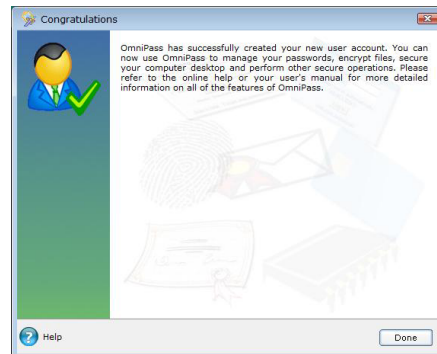 Congratulations
OmniPass has successfully created your new user account. You can
now use OmniPass to manage your passwords, encrypt files, secure
your computer desktop and perform other secure operations. Please
refer to the online help or your user's manual for more detailed
information on all of the features of OmniPass.
Help
Done